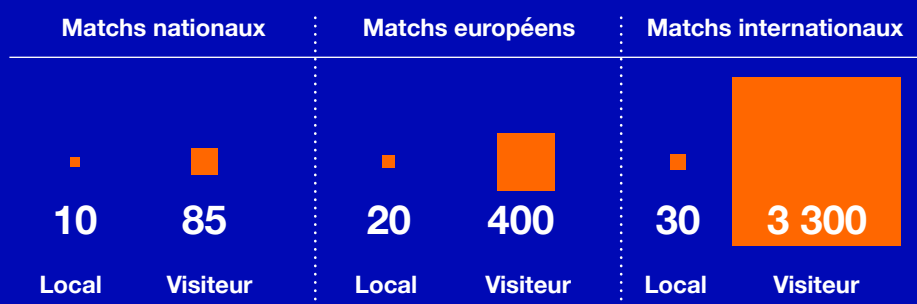 Matchs nationaux Matchs européens Matchs internationaux
10 85 20 400 30 3 300
Local Visiteur Local Visiteur Local Visiteur